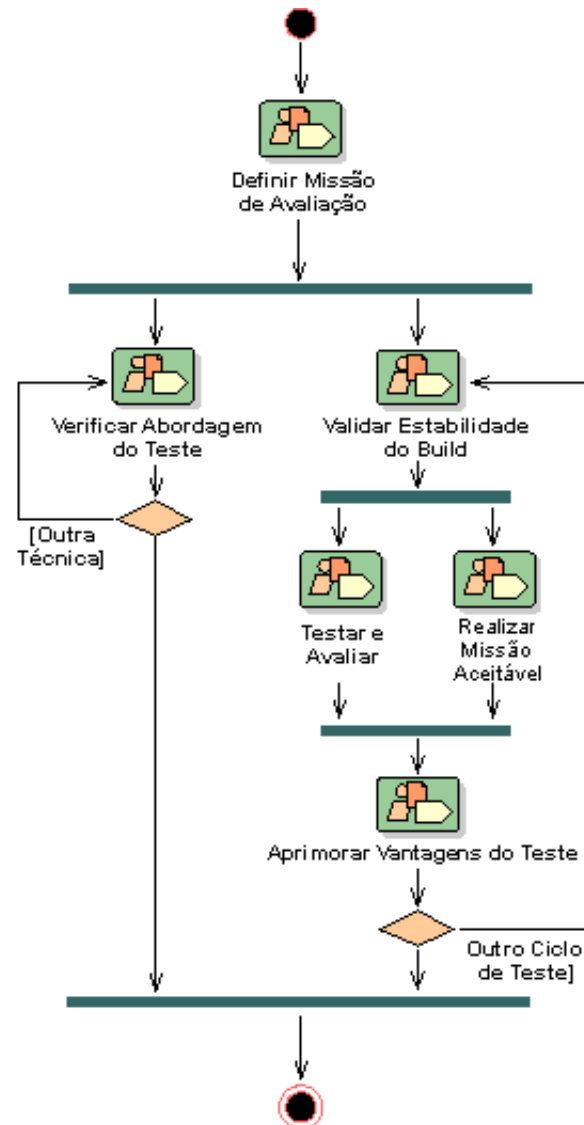 Definir Missão
de Avaliação
Verificar Abordagem
do Teste
Validar Estabilidade
do Build
[Outra
Técnica]
Testar e
Avaliar
Realizar
Missão
Aceitável
Aprimorar Vantagens do Teste
Outro Ciclo
de Teste]